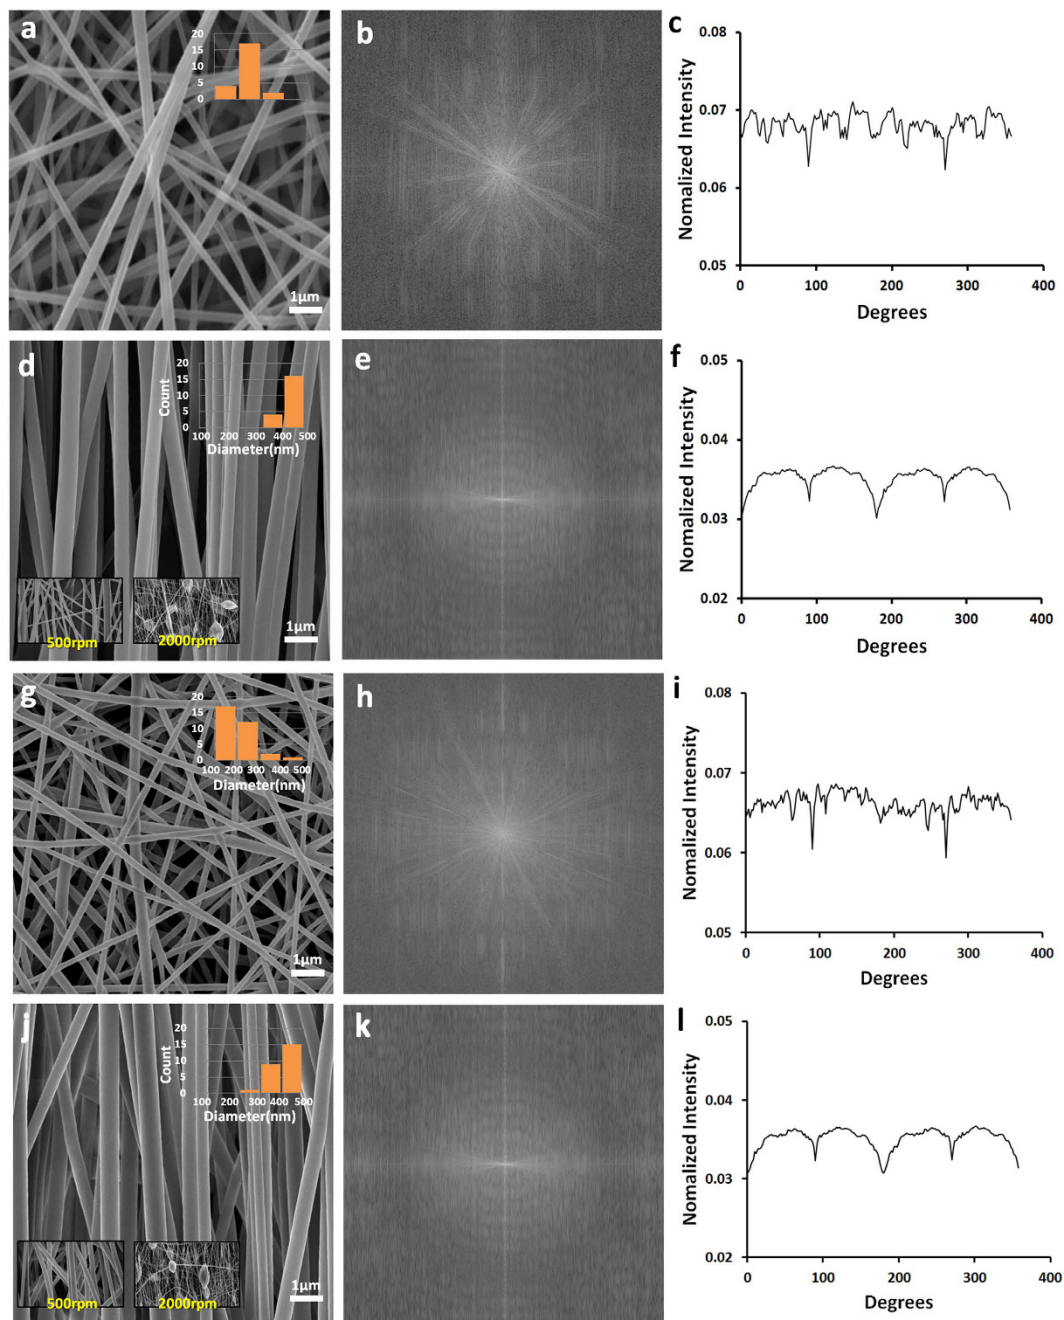 a
20
15
10
5
0
1µm
b
c
0.08
0.07
0.06
0.05
Nomalized Intensity
0 100 200 300 400
Degrees
d
20
15
10
5
0
Count
100 200 300 400 500
Diameter(nm)
500rpm
2000rpm
1µm
e
f
0.05
0.04
0.03
0.02
Nomalized Intensity
0 100 200 300 400
Degrees
g
20
15
10
5
0
100 200 300 400 500
Diameter(nm)
1µm
h
i
0.08
0.07
0.06
0.05
Nomalized Intensity
0 100 200 300 400
Degrees
j
20
15
10
5
0
Count
100 200 300 400 500
Diameter(nm)
500rpm
2000rpm
1µm
k
l
0.05
0.04
0.03
0.02
Nomalized Intensity
0 100 200 300 400
Degrees